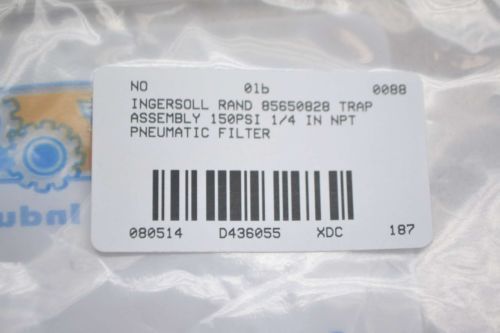 NO 01b 0088
INGERSOLL RAND 85650828 TRAP
ASSEMBLY 150PSI 1/4 IN NPT
PNEUMATIC FILTER
080514 D436055 XDC 187
Indu